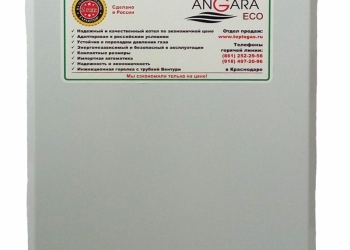 Сделано
в России
ANGARA
ECO
Надежный и качественный котел по экономичной цене
Адаптирован к российским условиям
Устойчив к перепадам давления газа
Энергонезависимый и безопасный в эксплуатации
Компактные размеры
Импортная автоматика
Надежность и экономичность
Инжекционная горелка с трубкой Вентури
Мы сэкономили только на цене!
Отдел продаж:
www.teplogaz.ru
Телефоны
горячей линии:
(861) 252-25-56
(918) 497-20-96
в Краснодаре